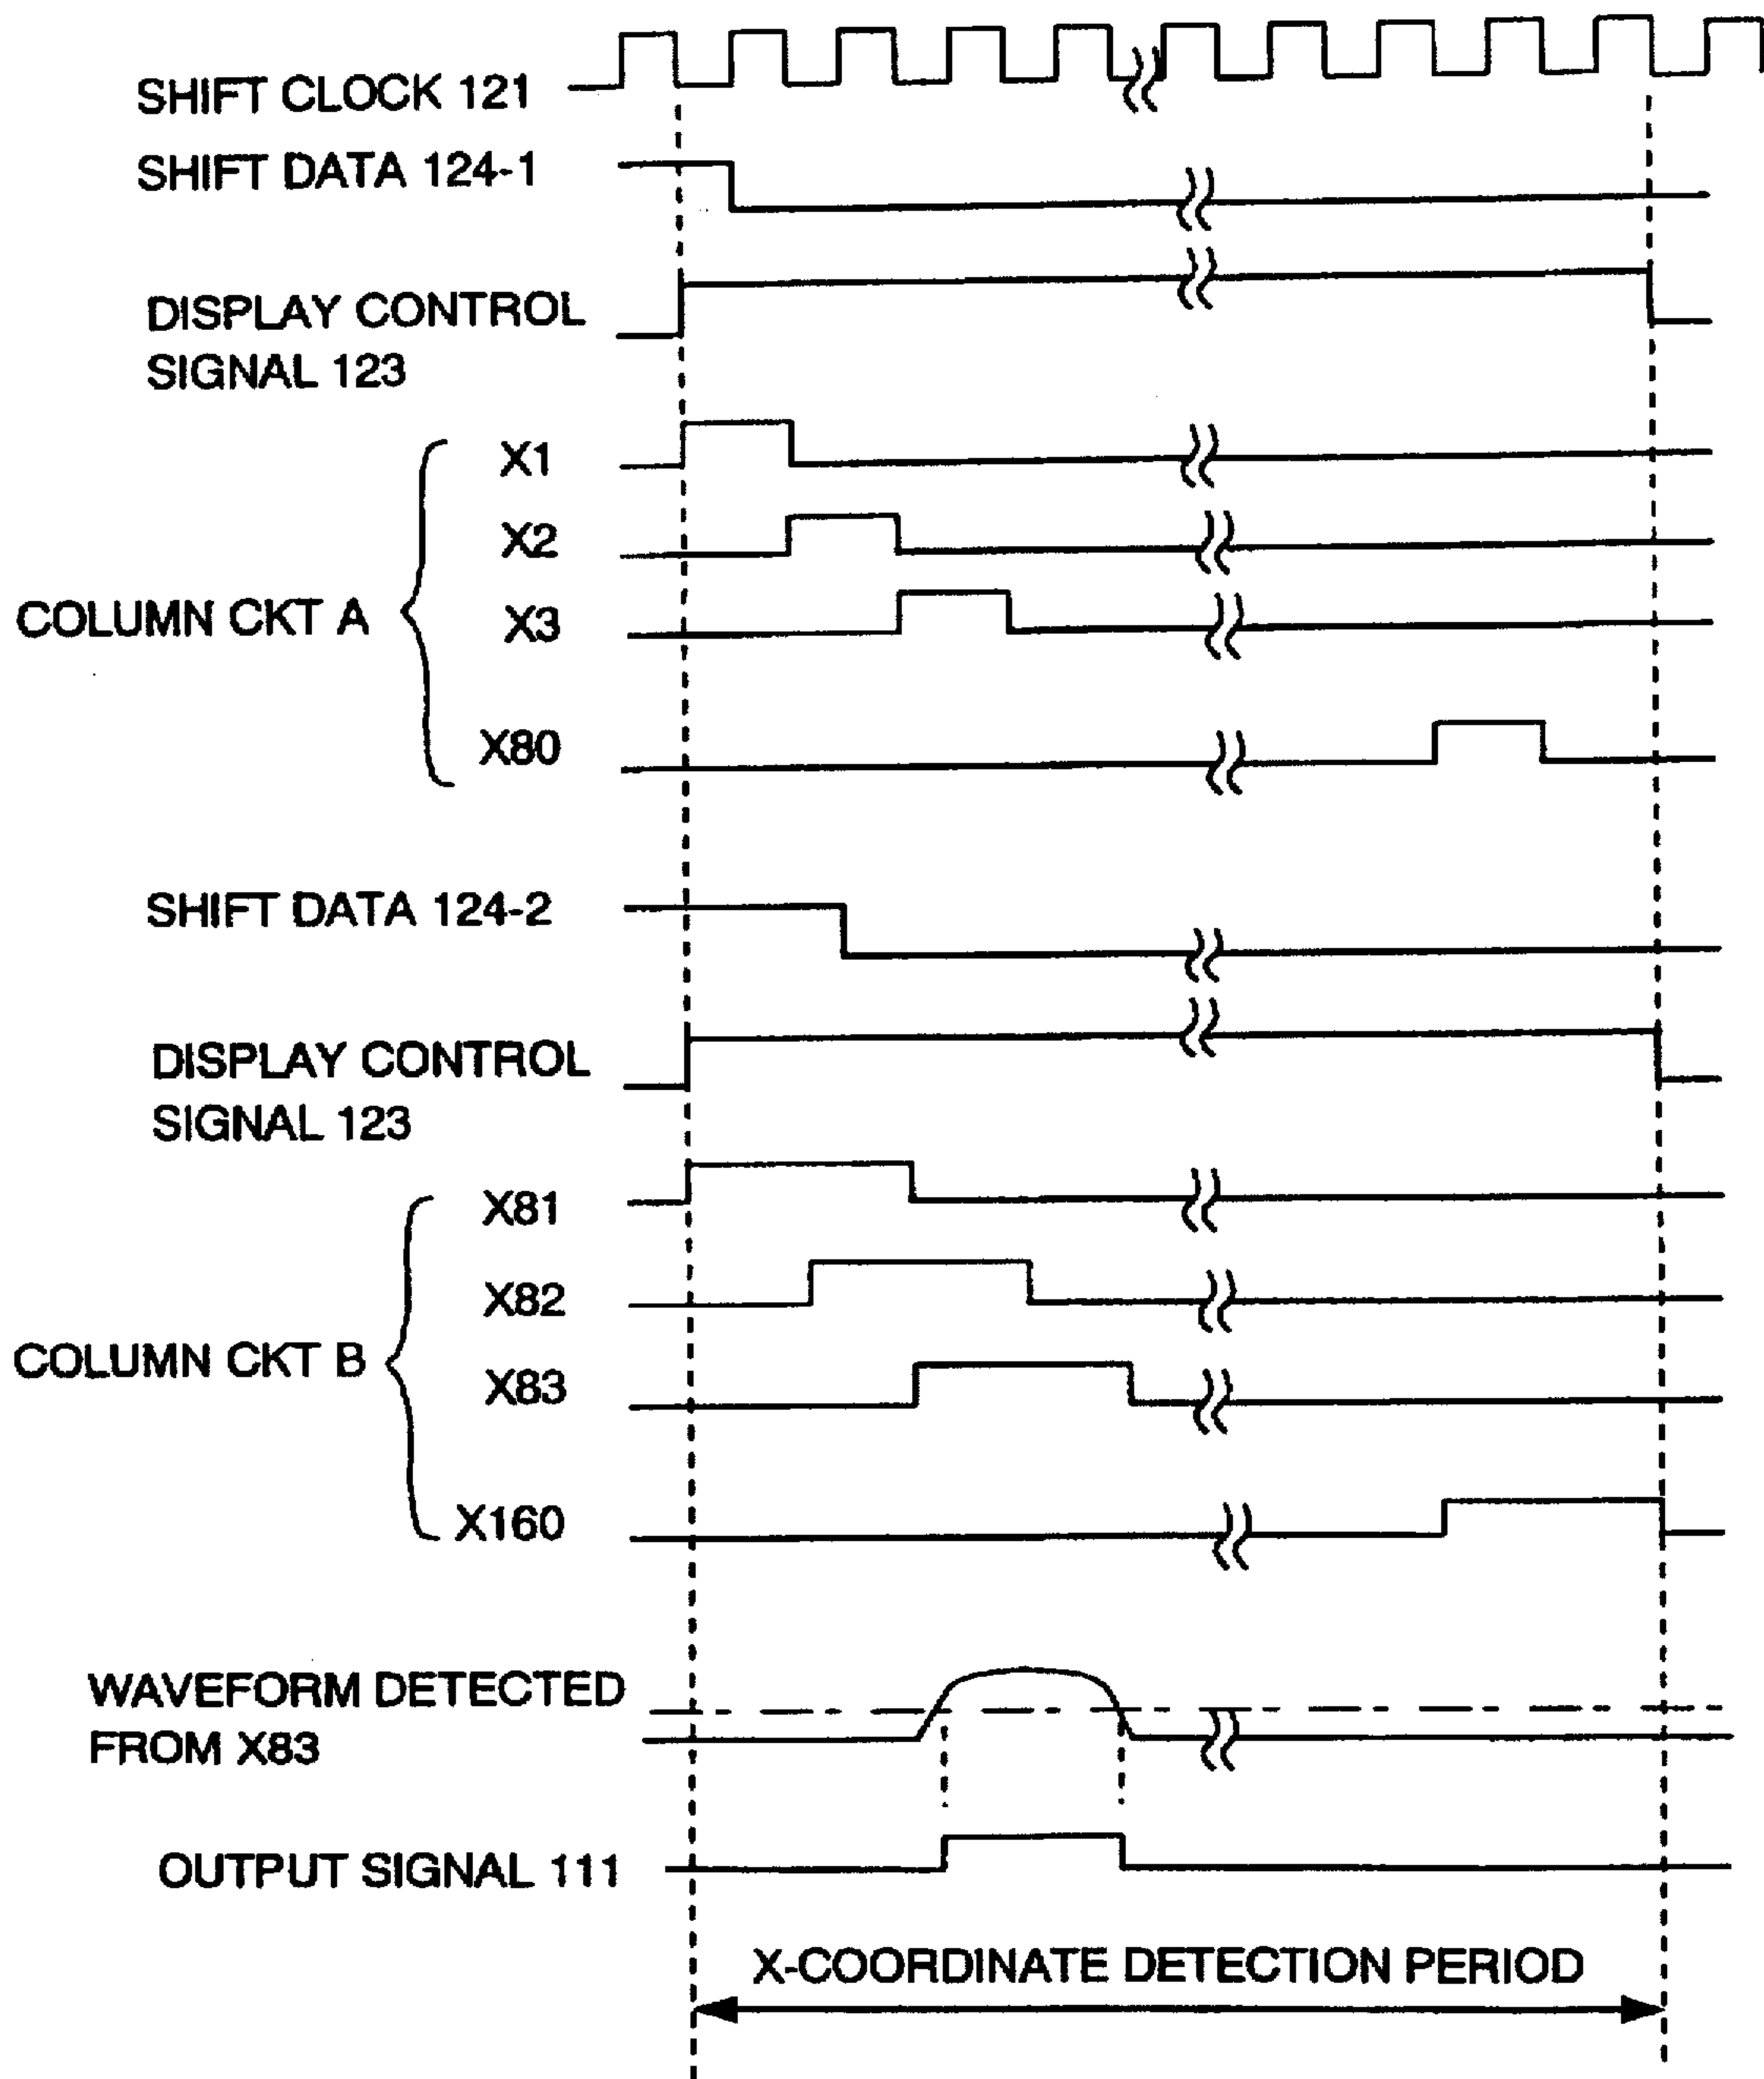 SHIFT CLOCK 121
SHIFT DATA 124-1
DISPLAY CONTROL
SIGNAL 123
COLUMN CKT A
X1
X2
X3
X80
SHIFT DATA 124-2
DISPLAY CONTROL
SIGNAL 123
COLUMN CKT B
X81
X82
X83
X160
WAVEFORM DETECTED
FROM X83
OUTPUT SIGNAL 111
X-COORDINATE DETECTION PERIOD